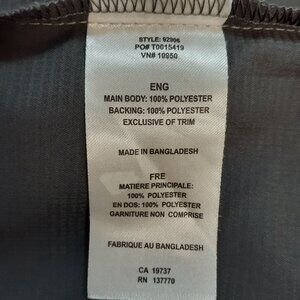 STYLE: 92906
PO# T0015419
VN# 10950
ENG
MAIN BODY: 100% POLYESTER
BACKING: 100% POLYESTER
EXCLUSIVE OF TRIM
MADE IN BANGLADESH
FRE
MATIERE PRINCIPALE:
100% POLYESTER
EN DOS: 100% POLYESTER
GARNITURE NON COMPRISE
FABRIQUE AU BANGLADESH
CA 19737
RN 137770